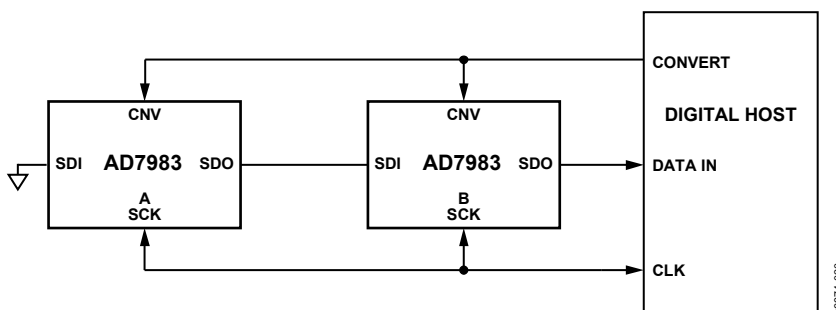 CONVERT
CNV
CNV
DIGITAL HOST
SDI AD7983 SDO
SDI AD7983 SDO
DATA IN
A
SCK
B
SCK
CLK